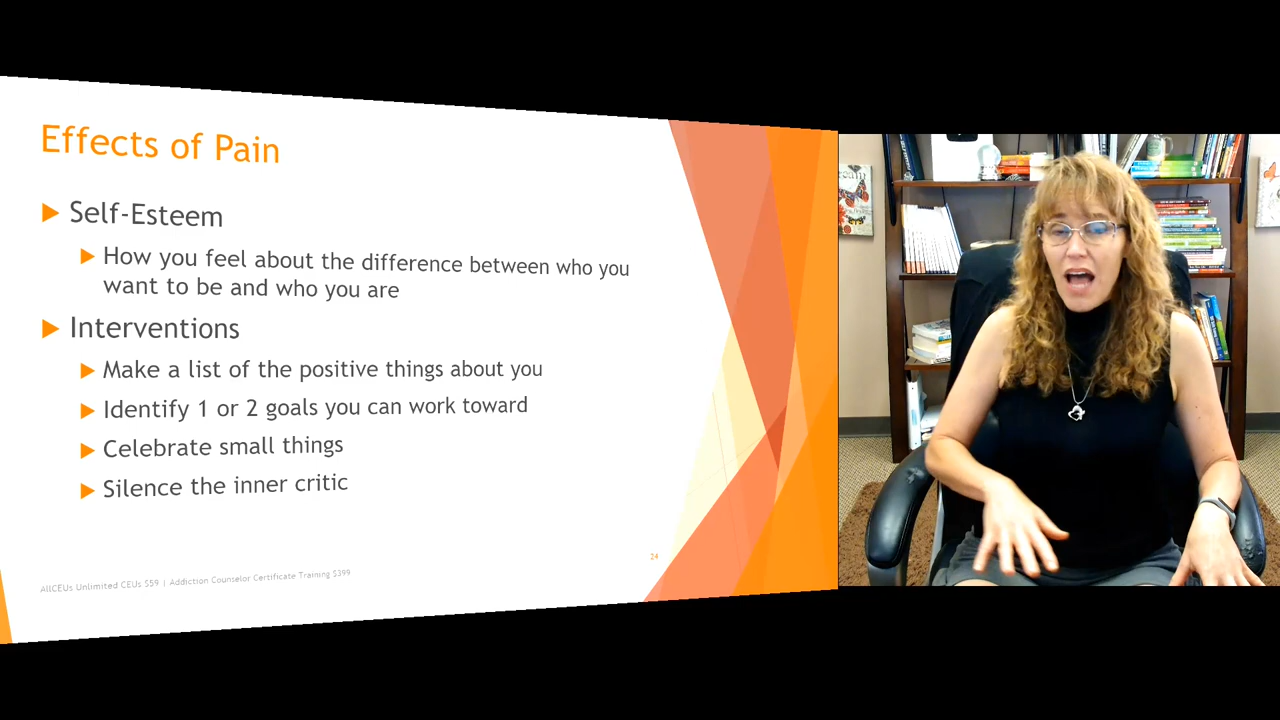 Effects of Pain
Self-Esteem
How you feel about the difference between who you
want to be and who you are
Interventions
Make a list of the positive things about you
Identify 1 or 2 goals you can work toward
Celebrate small things
Silence the inner critic
24
AllCEUs Unlimited CEUs $59 | Addiction Counselor Certificate Training $399